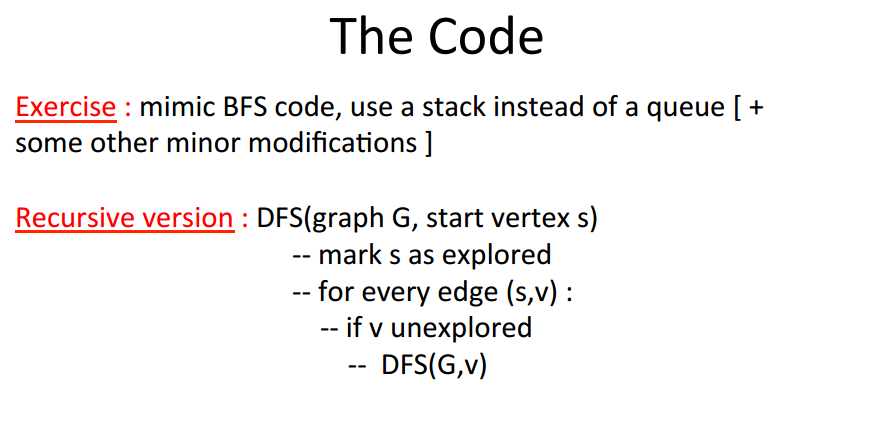 The Code
Exercise : mimic BFS code, use a stack instead of a queue [ +
some other minor modifications ]
Recursive version : DFS(graph G, start vertex s)
-- mark s as explored
-- for every edge (s,v) :
-- if v unexplored
-- DFS(G,v)